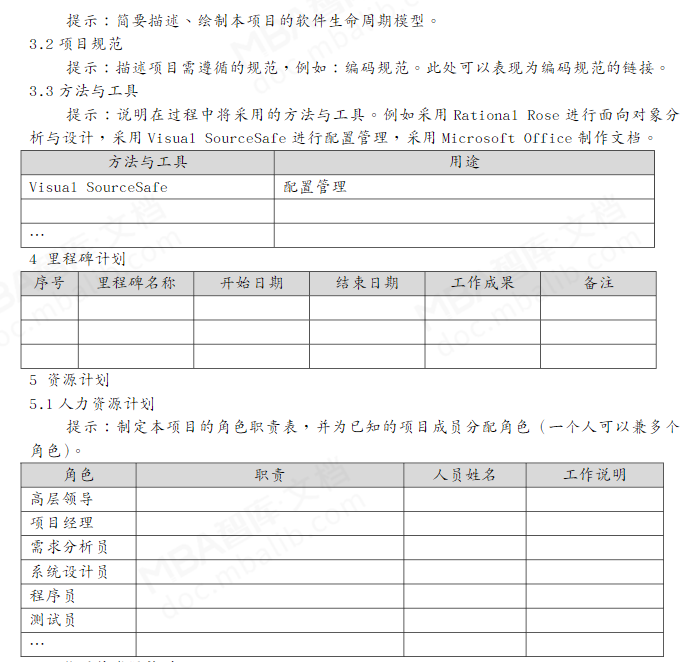 提示：简要描述、绘制本项目的软件生命周期模型。
3.2 项目规范
提示：描述项目需遵循的规范，例如：编码规范。此处可以表现为编码规范的链接。
3.3 方法与工具
提示：说明在过程中将采用的方法与工具。例如采用 Rational Rose 进行面向对象分
析与设计，采用 Visual SourceSafe 进行配置管理，采用 Microsoft Office 制作文档。
方法与工具 用途
Visual SourceSafe 配置管理
…
4 里程碑计划
序号 里程碑名称 开始日期 结束日期 工作成果 备注
5 资源计划
5.1 人力资源计划
提示：制定本项目的角色职责表，并为已知的项目成员分配角色（一个人可以兼多个
角色）。
角色 职责 人员姓名 工作说明
高层领导
项目经理
需求分析员
系统设计员
程序员
测试员
…
MBA智库·文档
doc.mbalib.com